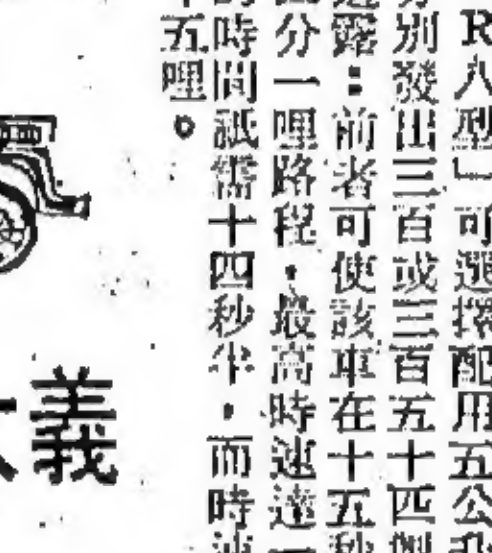 R八型﹂可選擇配用五公升
別發出三百或三百五十匹製
露：前者可使該車在十五秒
分一哩路程，最高時速達一
時間祇需十四秒半，而時速
五哩。
義